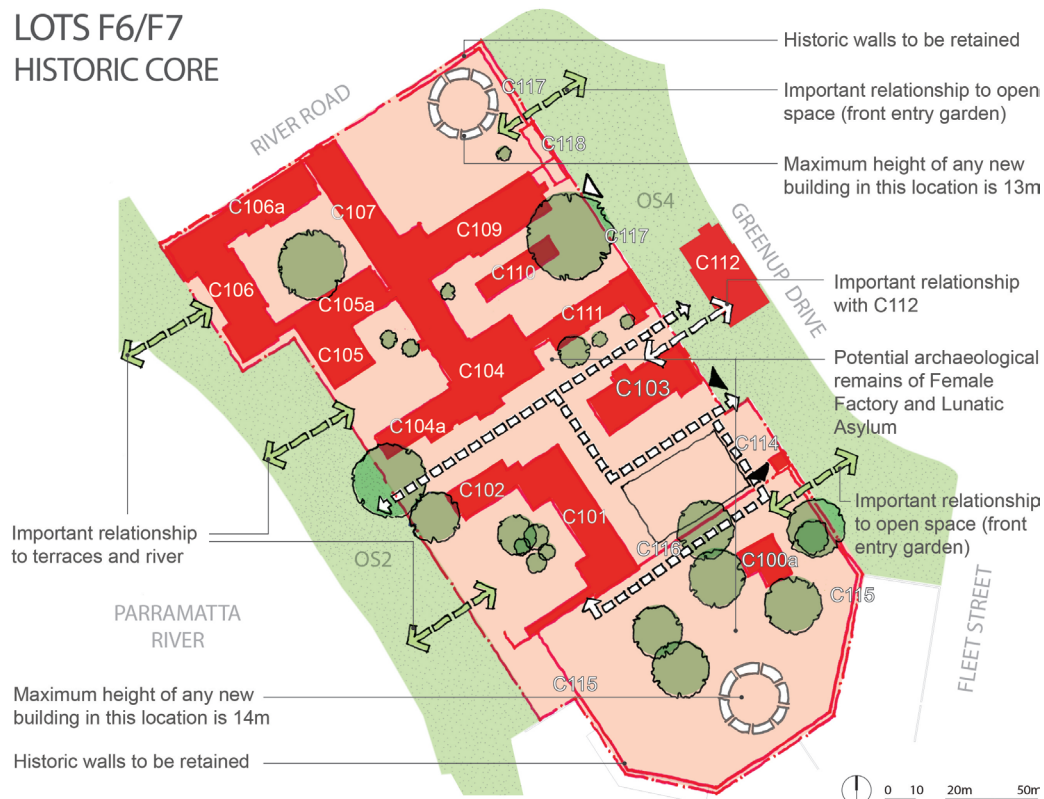 LOTS F6/F7
HISTORIC CORE
RIVER ROAD
Historic walls to be retained
Important relationship to open
space (front entry garden)
Maximum height of any new
building in this location is 13m
C117
C118
OS4
GREENUP DRIVE
C106a
C107
C109
C117
C110
C112
C106
C105a
C111
Important relationship
with C112
C105
C104
C103
Potential archaeological
remains of Female
Factory and Lunatic
Asylum
C104a
C114
C102
C101
Important relationship
to open space (front
entry garden)
Important relationship
to terraces and river
OS2
C116
C100a
C115
PARRAMATTA
RIVER
FLEET STREET
C115
Maximum height of any new
building in this location is 14m
Historic walls to be retained
0 10 20m 50m